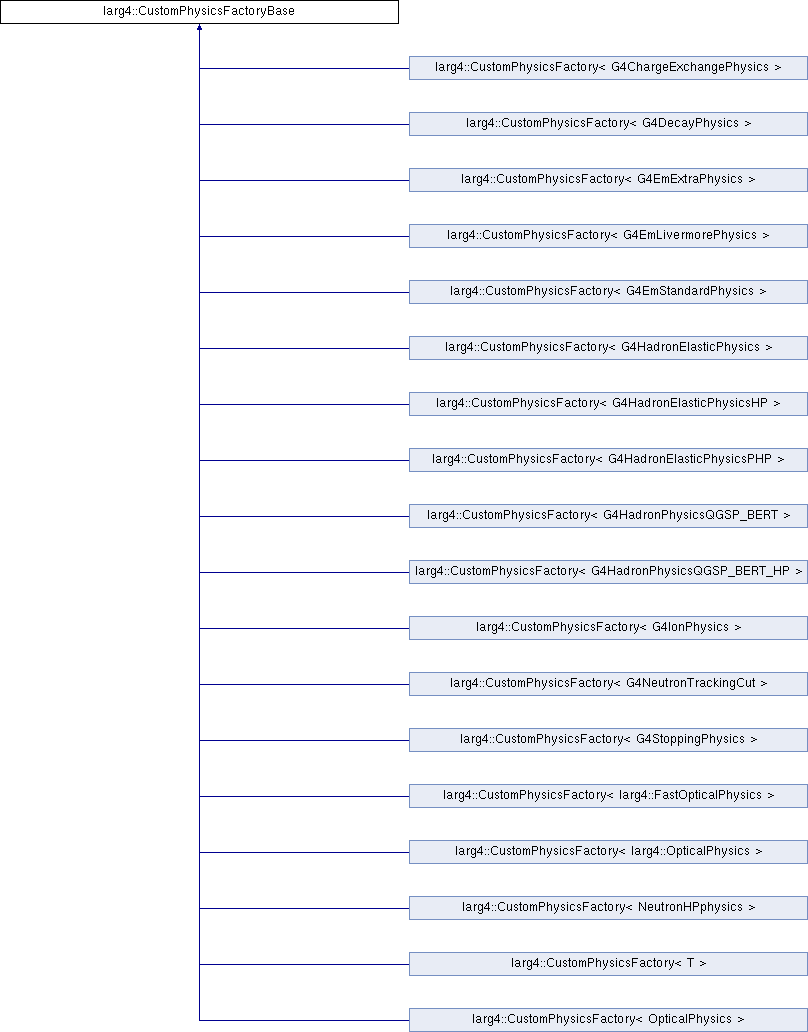 larg4::CustomPhysicsFactoryBase
larg4::CustomPhysicsFactory< G4ChargeExchangePhysics >
larg4::CustomPhysicsFactory< G4DecayPhysics >
larg4::CustomPhysicsFactory< G4EmExtraPhysics >
larg4::CustomPhysicsFactory< G4EmLivermorePhysics >
larg4::CustomPhysicsFactory< G4EmStandardPhysics >
larg4::CustomPhysicsFactory< G4HadronElasticPhysics >
larg4::CustomPhysicsFactory< G4HadronElasticPhysicsHP >
larg4::CustomPhysicsFactory< G4HadronElasticPhysicsPHP >
larg4::CustomPhysicsFactory< G4HadronPhysicsQGSP_BERT >
larg4::CustomPhysicsFactory< G4HadronPhysicsQGSP_BERT_HP >
larg4::CustomPhysicsFactory< G4IonPhysics >
larg4::CustomPhysicsFactory< G4NeutronTrackingCut >
larg4::CustomPhysicsFactory< G4StoppingPhysics >
larg4::CustomPhysicsFactory< larg4::FastOpticalPhysics >
larg4::CustomPhysicsFactory< larg4::OpticalPhysics >
larg4::CustomPhysicsFactory< NeutronHPphysics >
larg4::CustomPhysicsFactory< T >
larg4::CustomPhysicsFactory< OpticalPhysics >